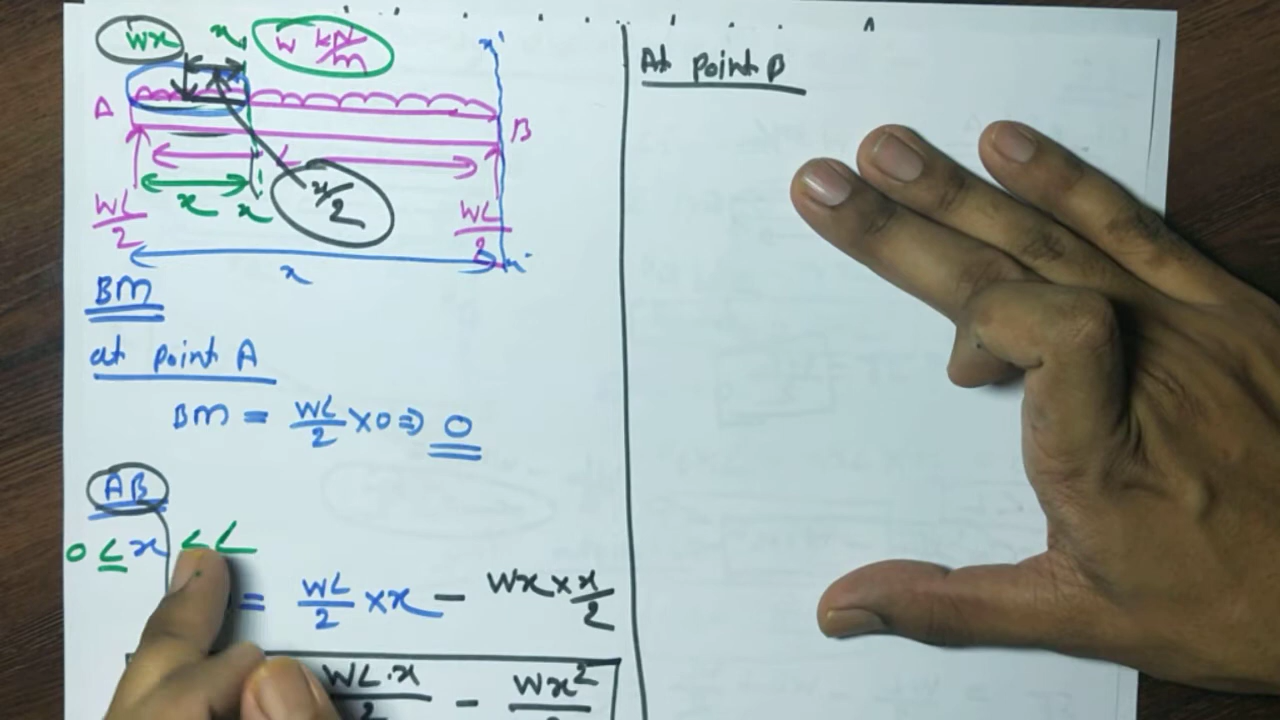 wx x w kN/m
x'
A B
x/2
x x
WL/2 WL/2
x x'
BM
at point A
BM = WL/2 × 0 ⇒ 0
AB
0 ≤ x ≤ L
= WL/2 × x - Wx × x/2
WL·x/2 - Wx²
At point B